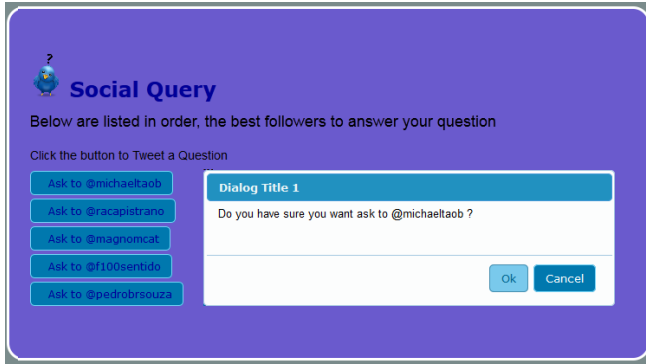 ?
Social Query
Below are listed in order, the best followers to answer your question
Click the button to Tweet a Question
Ask to @michaeltaob
Ask to @racapistrano
Ask to @magnomcat
Ask to @f100sentido
Ask to @pedrobrsouza
Dialog Title 1
Do you have sure you want ask to @michaeltaob ?
Ok
Cancel